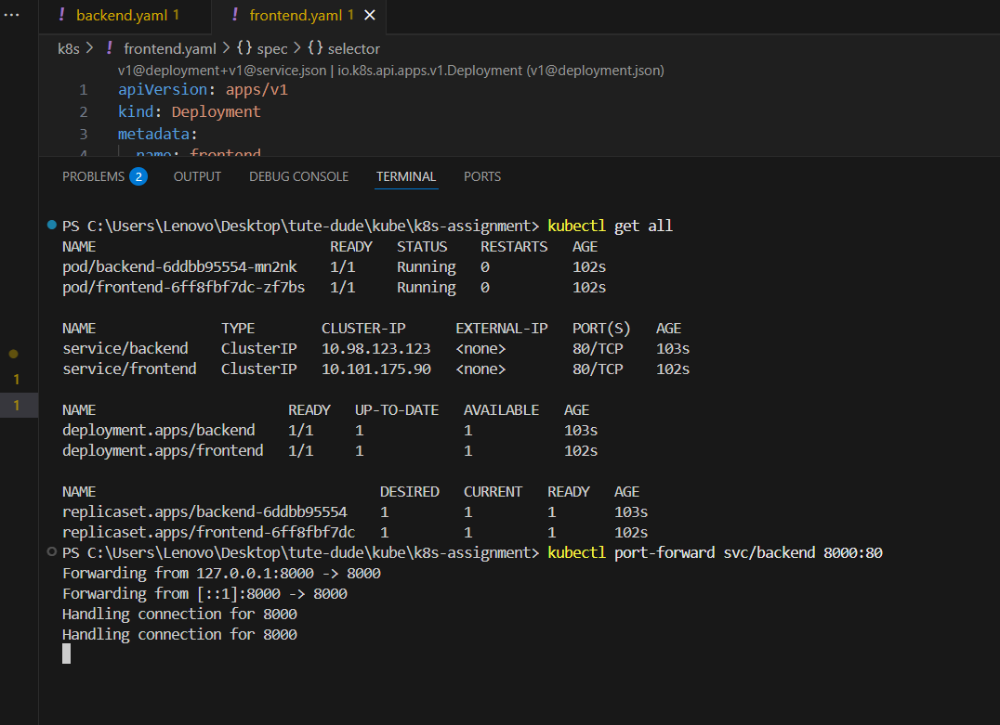 ...
! backend.yaml 1 ! frontend.yaml 1 ×
k8s > ! frontend.yaml > {} spec > {} selector
v1@deployment+v1@service.json | io.k8s.api.apps.v1.Deployment (v1@deployment.json)
1 apiVersion: apps/v1
2 kind: Deployment
3 metadata:
4 name: frontend
PROBLEMS 2 OUTPUT DEBUG CONSOLE TERMINAL PORTS
PS C:\Users\Lenovo\Desktop\tute-dude\kube\k8s-assignment> kubectl get all
NAME READY STATUS RESTARTS AGE
pod/backend-6ddbb95554-mn2nk 1/1 Running 0 102s
pod/frontend-6ff8fbf7dc-zf7bs 1/1 Running 0 102s
NAME TYPE CLUSTER-IP EXTERNAL-IP PORT(S) AGE
service/backend ClusterIP 10.98.123.123 <none> 80/TCP 103s
service/frontend ClusterIP 10.101.175.90 <none> 80/TCP 102s
1
1
NAME READY UP-TO-DATE AVAILABLE AGE
deployment.apps/backend 1/1 1 1 103s
deployment.apps/frontend 1/1 1 1 102s
NAME DESIRED CURRENT READY AGE
replicaset.apps/backend-6ddbb95554 1 1 1 103s
replicaset.apps/frontend-6ff8fbf7dc 1 1 1 102s
PS C:\Users\Lenovo\Desktop\tute-dude\kube\k8s-assignment> kubectl port-forward svc/backend 8000:80
Forwarding from 127.0.0.1:8000 -> 8000
Forwarding from [::1]:8000 -> 8000
Handling connection for 8000
Handling connection for 8000